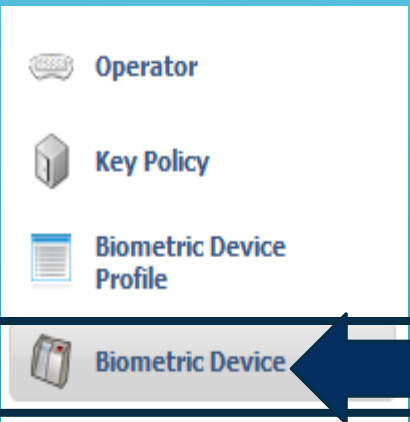 Operator
Key Policy
Biometric Device
Profile
Biometric Device